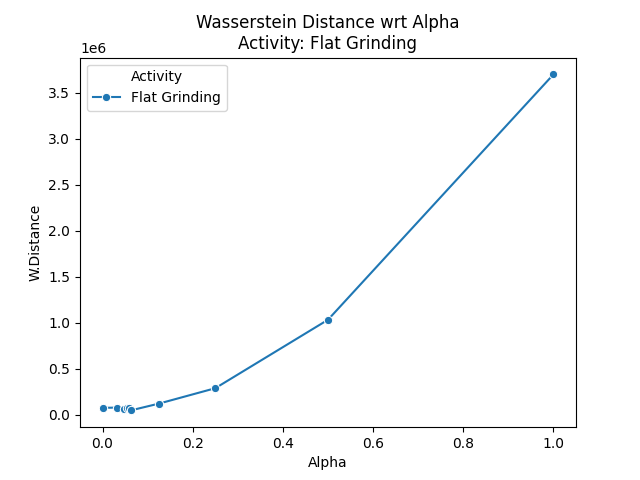 Wasserstein Distance wrt Alpha
Activity: Flat Grinding
1e6
Activity
Flat Grinding
3.5
3.0
2.5
2.0
1.5
1.0
0.5
0.0
W.Distance
0.0 0.2 0.4 0.6 0.8 1.0
Alpha